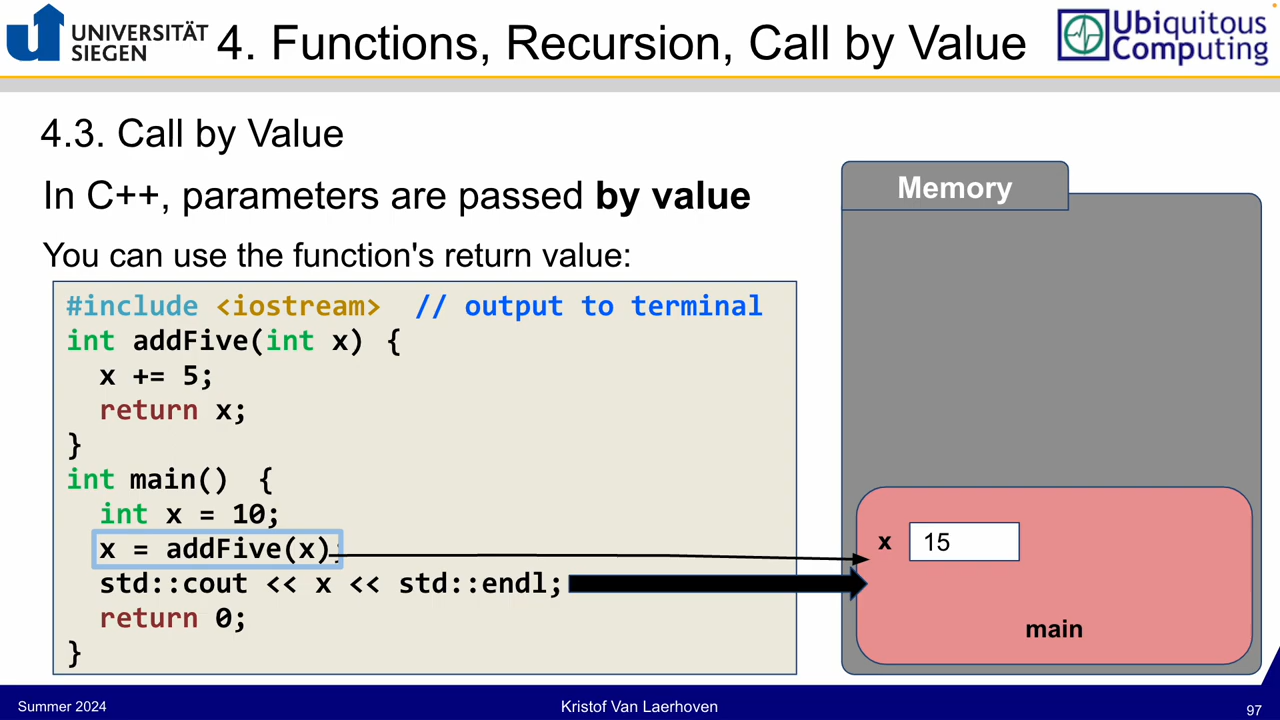 UNIVERSITÄT
SIEGEN
4. Functions, Recursion, Call by Value
Ubiquitous
Computing
4.3. Call by Value
In C++, parameters are passed by value
You can use the function's return value:
#include <iostream>  // output to terminal
int addFive(int x) {
  x += 5;
  return x;
}
int main() {
  int x = 10;
  x = addFive(x);
  std::cout << x << std::endl;
  return 0;
}
Memory
x 15
main
Summer 2024
Kristof Van Laerhoven
97